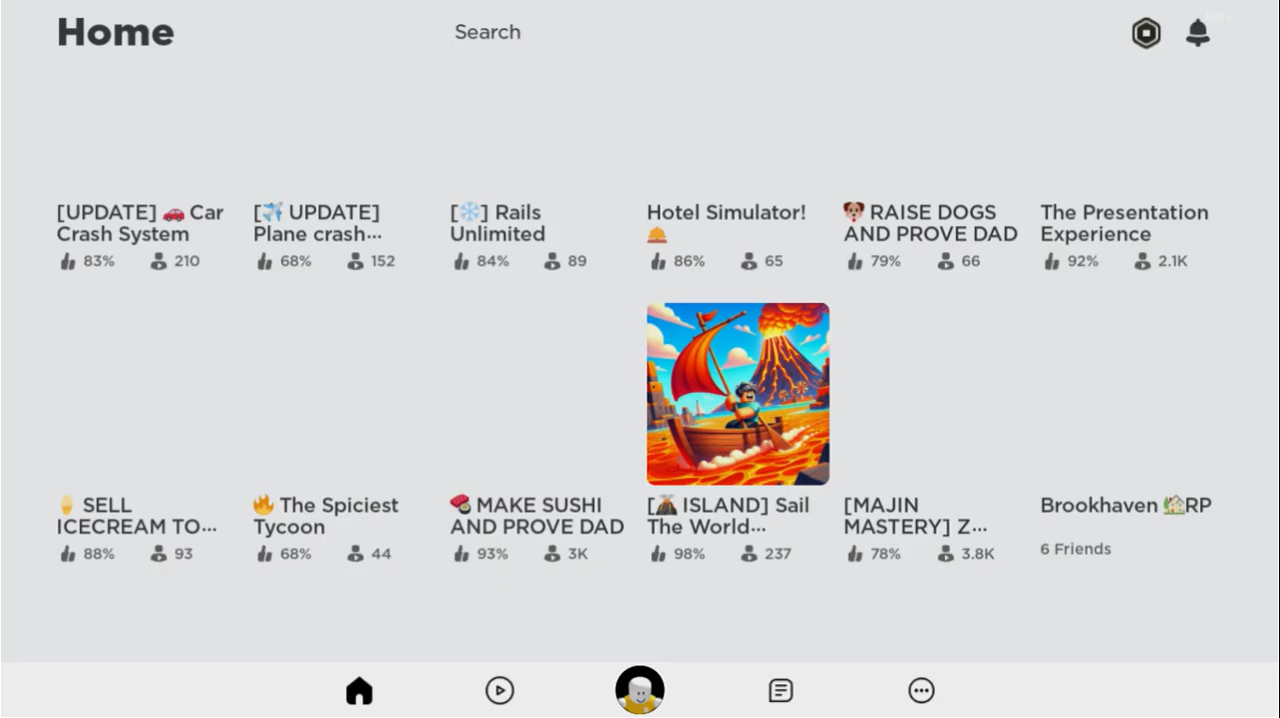 Home
Search
[UPDATE] 🚗 Car
Crash System
83% 210
[✈️ UPDATE]
Plane crash...
68% 152
[❄️] Rails
Unlimited
84% 89
Hotel Simulator!
🛎️
86% 65
🐶 RAISE DOGS
AND PROVE DAD
79% 66
The Presentation
Experience
92% 2.1K
🍦 SELL
ICECREAM TO...
88% 93
🔥 The Spiciest
Tycoon
68% 44
🍣 MAKE SUSHI
AND PROVE DAD
93% 3K
[🌋 ISLAND] Sail
The World...
98% 237
[MAJIN
MASTERY] Z...
78% 3.8K
Brookhaven 🏡RP
6 Friends